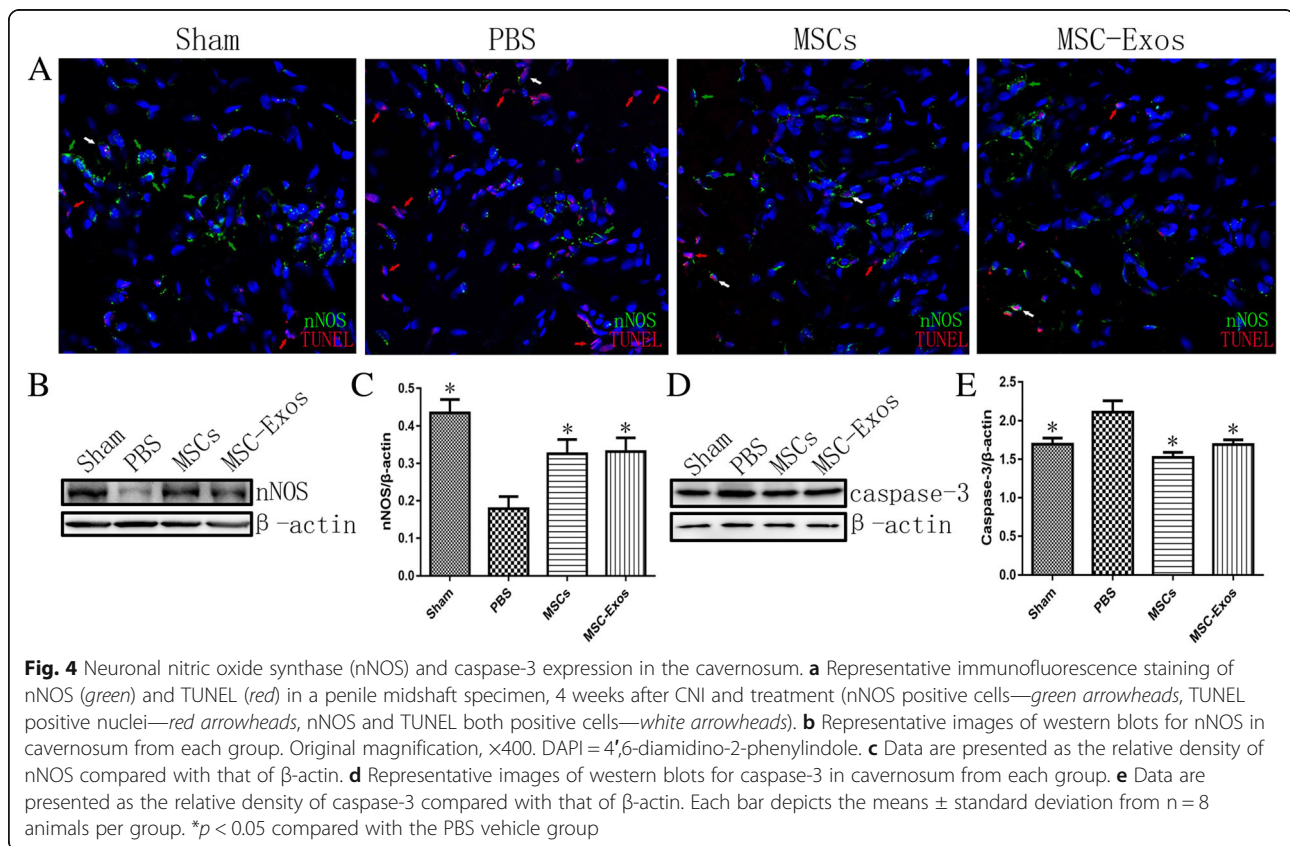 Sham PBS MSCs MSC-Exos
A
nNOS
TUNEL
nNOS
TUNEL
nNOS
TUNEL
nNOS
TUNEL
B
Sham PBS MSCs MSC-Exos
nNOS
β-actin
C
nNOS/β-actin
0.5
0.4
0.3
0.2
0.1
0.0
*
*
*
Sham PBS MSCs MSC-Exos
D
Sham PBS MSCs MSC-Exos
caspase-3
β-actin
E
Caspase-3/β-actin
2.5
2.0
1.5
1.0
0.5
0.0
*
*
*
Sham PBS MSCs MSC-Exos
Fig. 4 Neuronal nitric oxide synthase (nNOS) and caspase-3 expression in the cavernosum. a Representative immunofluorescence staining of
nNOS (green) and TUNEL (red) in a penile midshaft specimen, 4 weeks after CNI and treatment (nNOS positive cells—green arrowheads, TUNEL
positive nuclei—red arrowheads, nNOS and TUNEL both positive cells—white arrowheads). b Representative images of western blots for nNOS in
cavernosum from each group. Original magnification, ×400. DAPI = 4′,6-diamidino-2-phenylindole. c Data are presented as the relative density of
nNOS compared with that of β-actin. d Representative images of western blots for caspase-3 in cavernosum from each group. e Data are
presented as the relative density of caspase-3 compared with that of β-actin. Each bar depicts the means ± standard deviation from n = 8
animals per group. *p < 0.05 compared with the PBS vehicle group